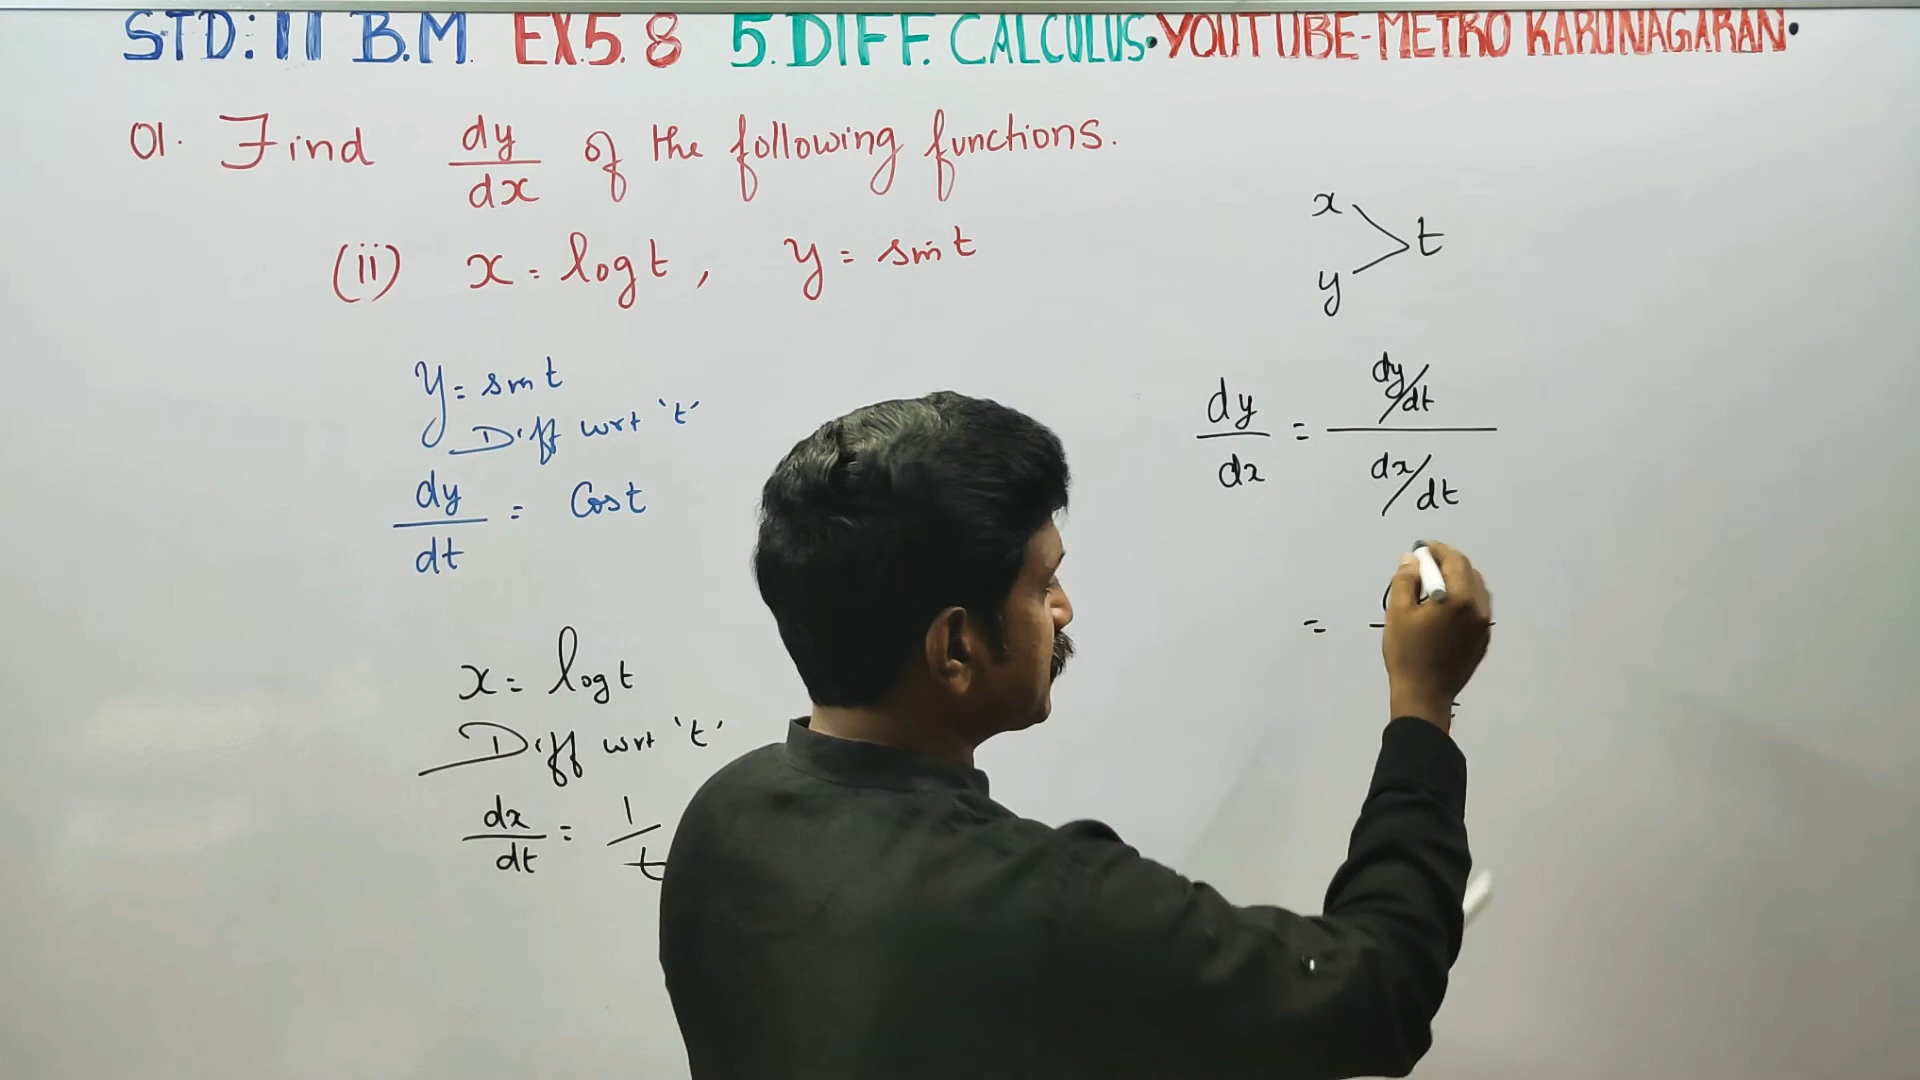 STD: 11 B.M. EX5.8 5. DIFF. CALCULUS • YOUTUBE - METRO KARUNAGARAN •
01. Find dy/dx of the following functions.
(ii) x = log t, y = sin t
y = sin t
Diff wrt 't'
dy/dt = Cos t
x = log t
Diff wrt 't'
dx/dt = 1/t
x
y
t
dy/dx = dy/dt / dx/dt
=